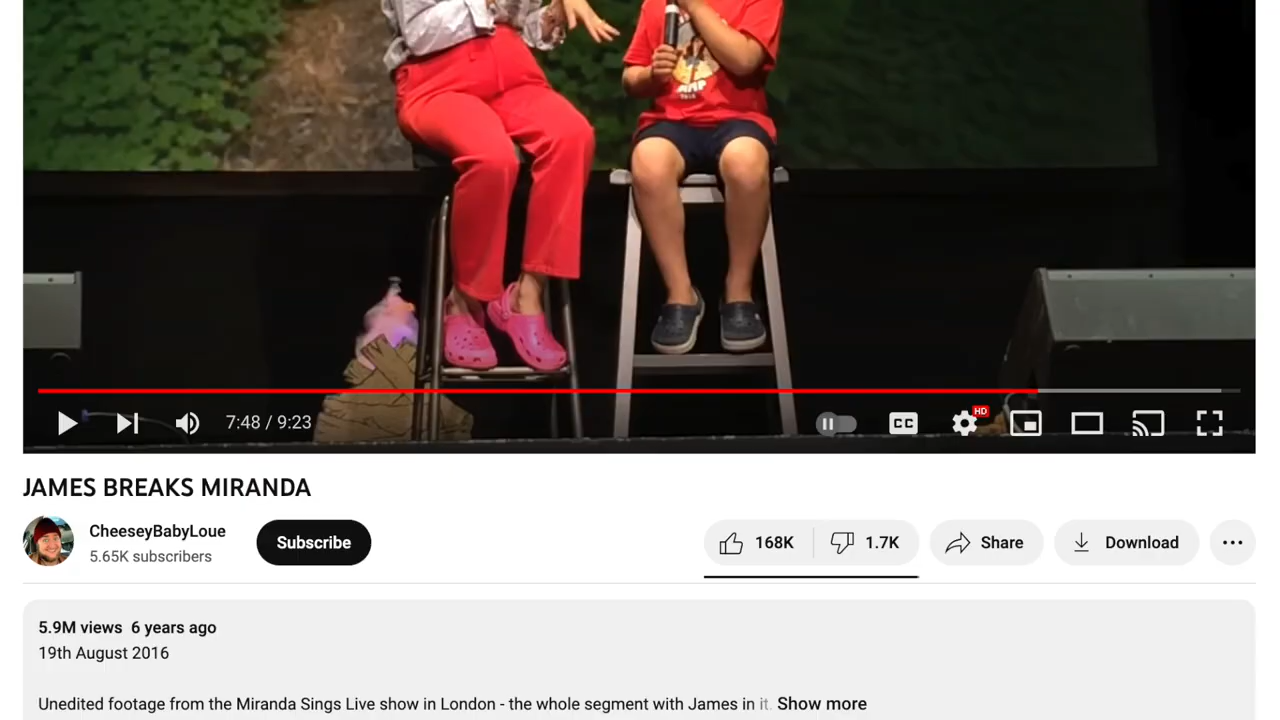 7:48 / 9:23
CC
HD
JAMES BREAKS MIRANDA
CheeseyBabyLoue
5.65K subscribers
Subscribe
168K
1.7K
Share
Download
5.9M views 6 years ago
19th August 2016
Unedited footage from the Miranda Sings Live show in London - the whole segment with James in it. Show more